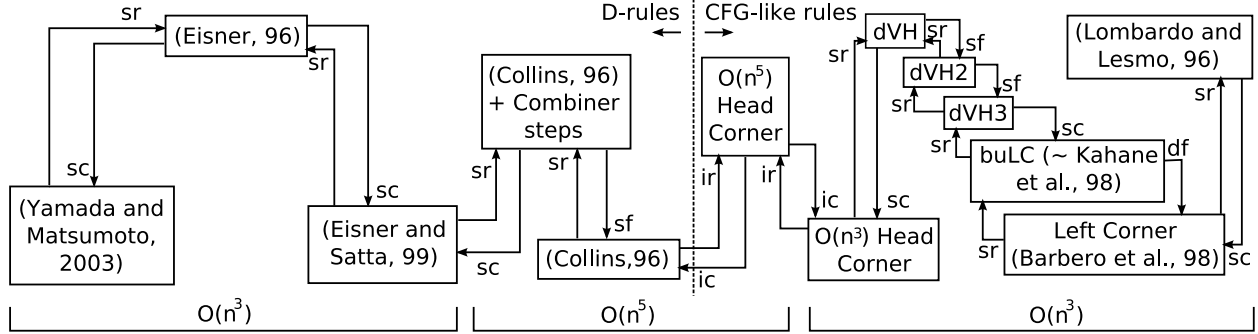 sr
(Eisner, 96)
sc
sr
sc
(Yamada and
Matsumoto,
2003)
(Eisner and
Satta, 99)
D-rules
CFG-like rules
(Collins, 96)
+ Combiner
steps
sr
sr
sf
sc
(Collins,96)
O(n⁵)
Head
Corner
ir
ic
ir
ic
dVH
sr
sf
sr
dVH2
sf
sr
dVH3
sc
sr
sc
buLC (~ Kahane
et al., 98)
df
O(n³) Head
Corner
sr
Left Corner
(Barbero et al., 98)
(Lombardo and
Lesmo, 96)
sr
sc
O(n³)
O(n⁵)
O(n³)